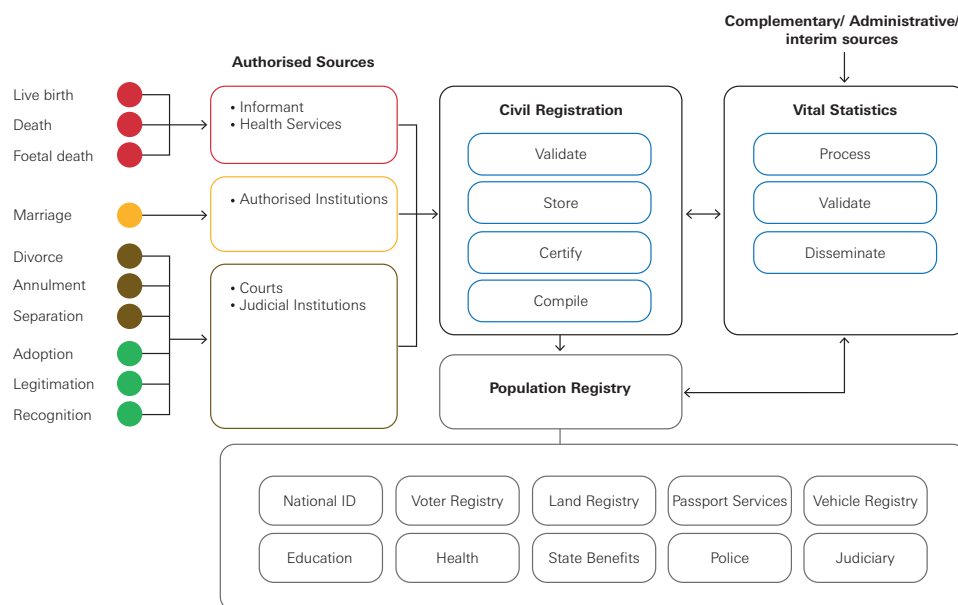 Complementary/ Administrative/
interim sources
Authorised Sources
Live birth
Death
Foetal death
• Informant
• Health Services
Marriage
• Authorised Institutions
Divorce
Annulment
Separation
Adoption
Legitimation
Recognition
• Courts
• Judicial Institutions
Civil Registration
Validate
Store
Certify
Compile
Vital Statistics
Process
Validate
Disseminate
Population Registry
National ID
Voter Registry
Land Registry
Passport Services
Vehicle Registry
Education
Health
State Benefits
Police
Judiciary